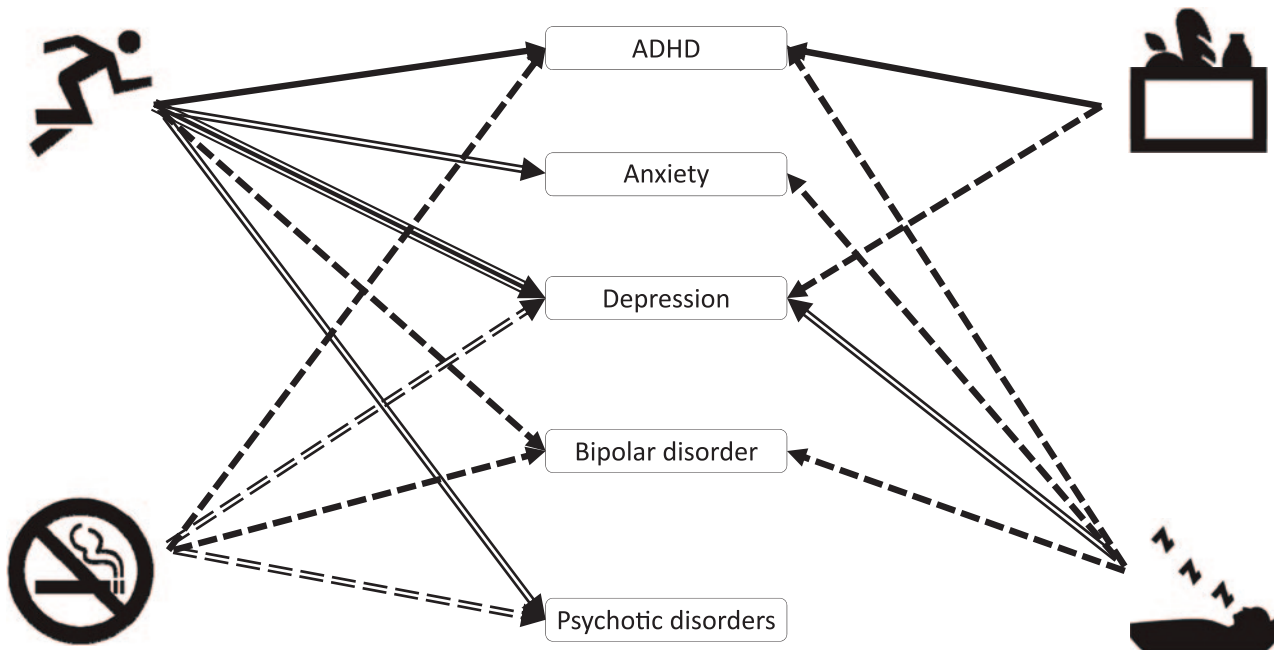 ADHD
Anxiety
Depression
Bipolar disorder
Psychotic disorders
z
z
z